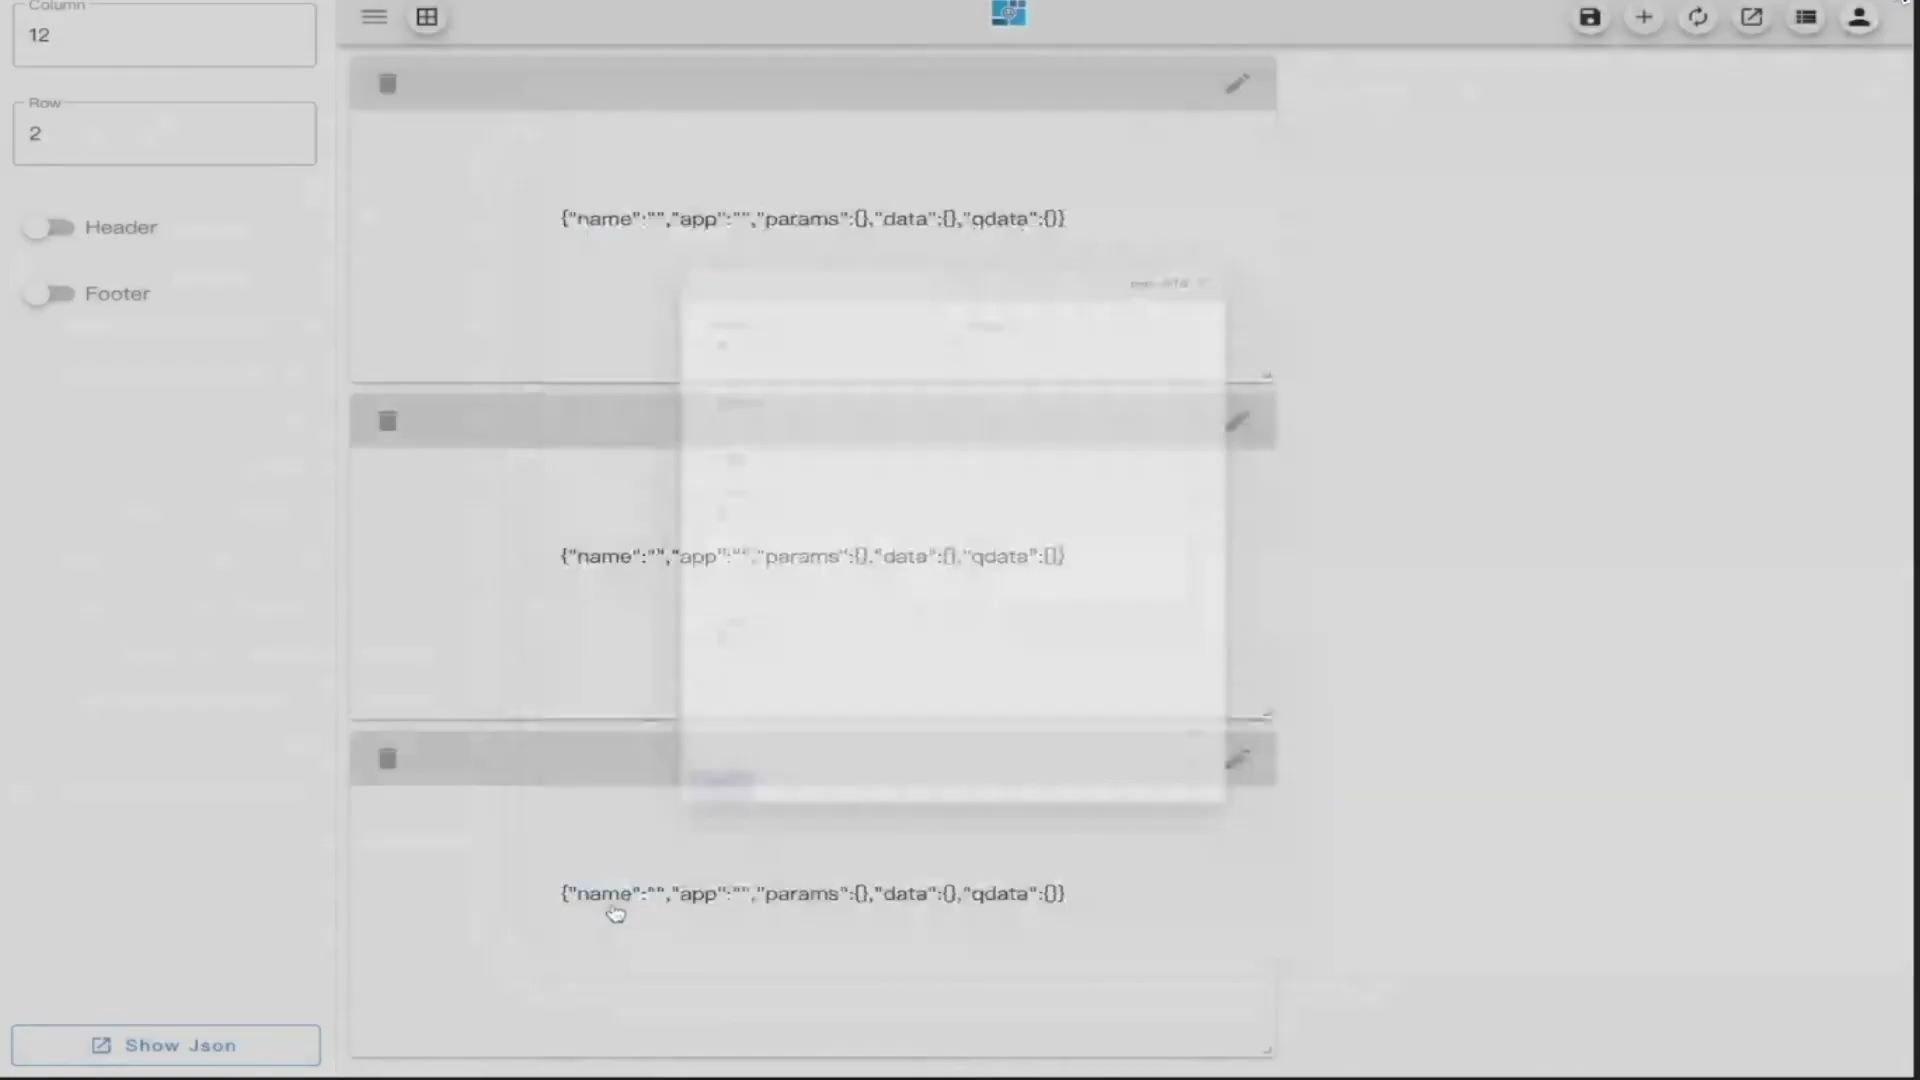 Column
12
Row
2
Header
Footer
{"name":"","app":"","params":{},"data":{},"qdata":{}}
{"name":"","app":"","params":{},"data":{},"qdata":{}}
{"name":"","app":"","params":{},"data":{},"qdata":{}}
Show Json